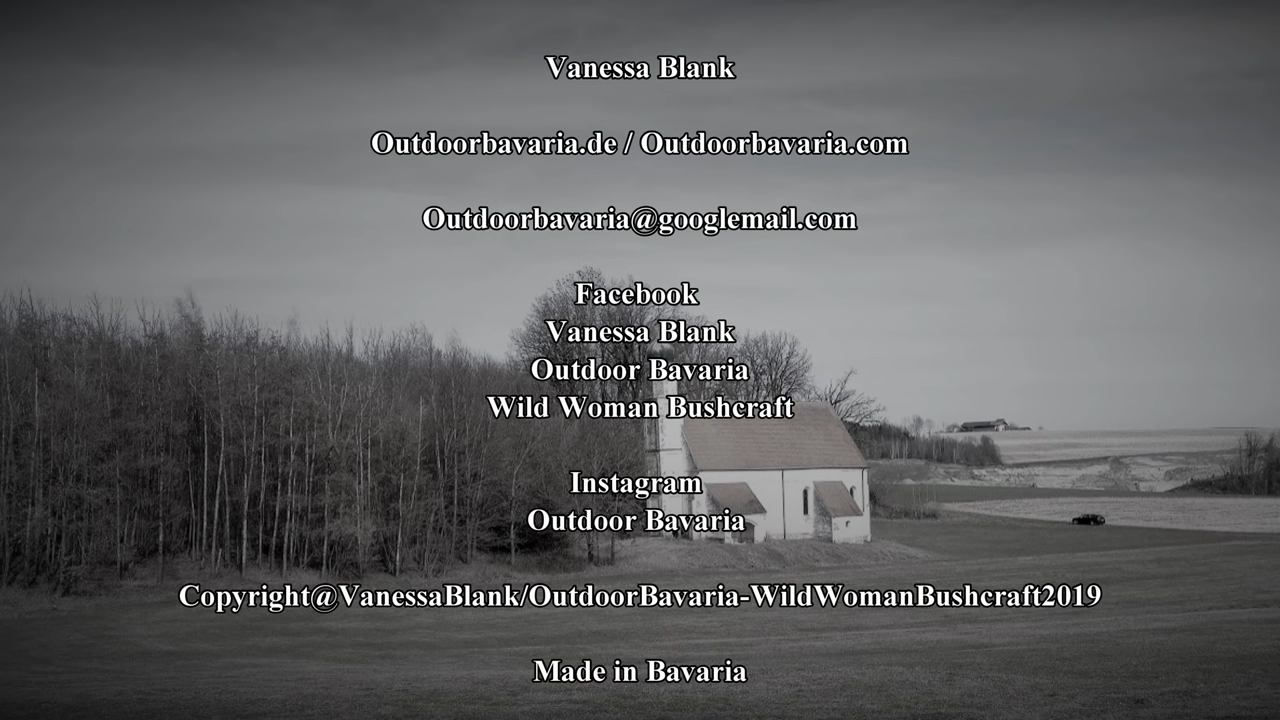 Vanessa Blank
Outdoorbavaria.de / Outdoorbavaria.com
Outdoorbavaria@googlemail.com
Facebook
Vanessa Blank
Outdoor Bavaria
Wild Woman Bushcraft
Instagram
Outdoor Bavaria
Copyright@VanessaBlank/OutdoorBavaria-WildWomanBushcraft2019
Made in Bavaria